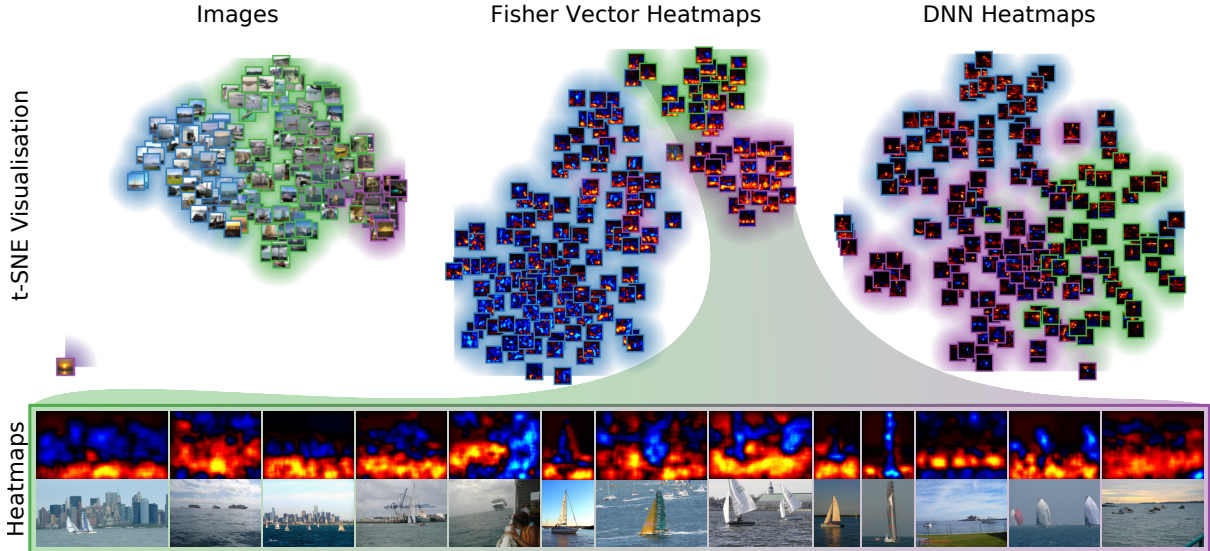 Images
Fisher Vector Heatmaps
DNN Heatmaps
t-SNE Visualisation
Heatmaps